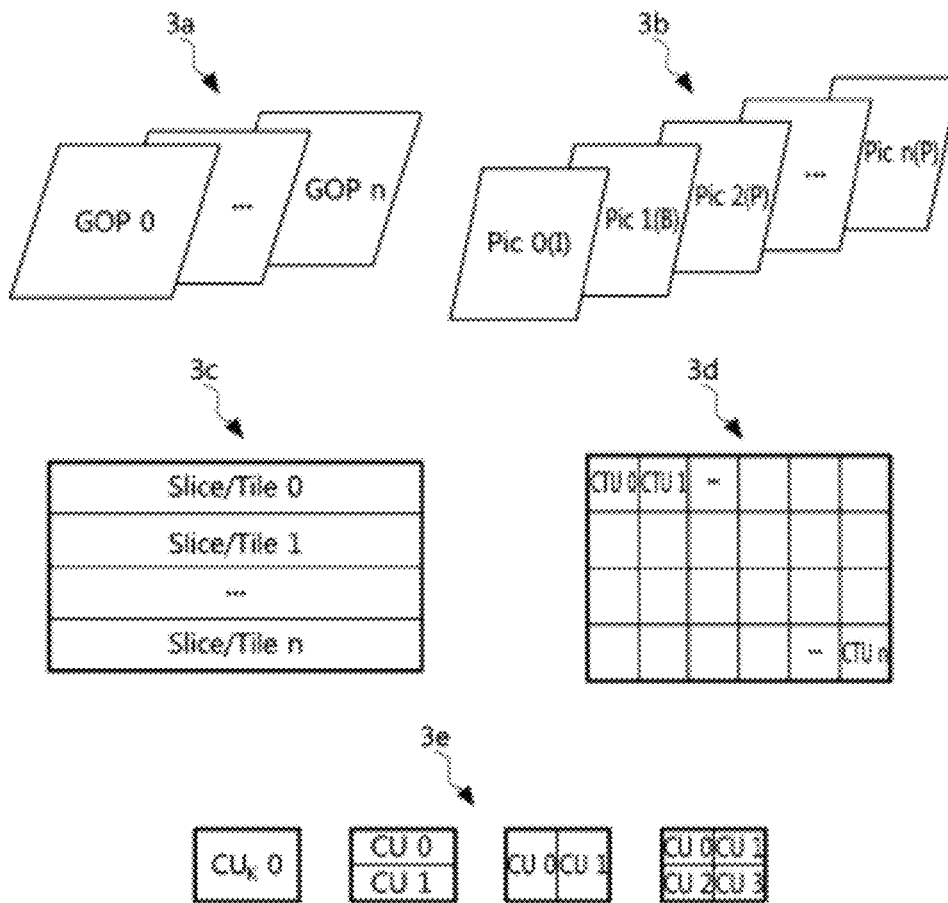 3a
3b
GOP 0
...
GOP n
Pic 0(I)
Pic 1(B)
Pic 2(P)
...
Pic n(P)
3c
3d
Slice/Tile 0
Slice/Tile 1
...
Slice/Tile n
CTU 0
CTU 1
...
...
CTU n
3e
CUk 0
CU 0
CU 1
CU 0
CU 1
CU 0
CU 1
CU 2
CU 3